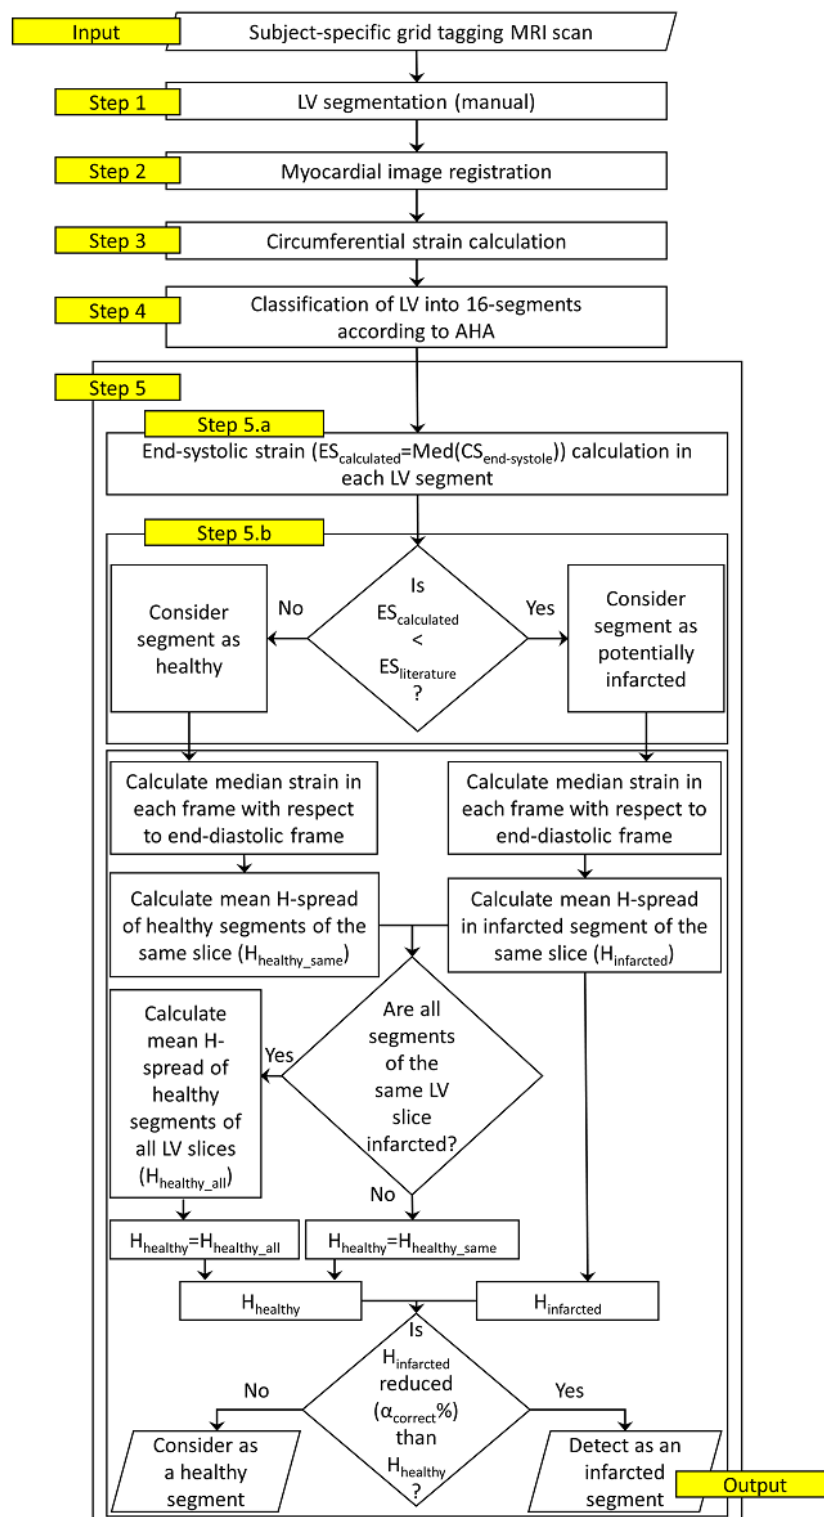 Input
Subject-specific grid tagging MRI scan
Step 1
LV segmentation (manual)
Step 2
Myocardial image registration
Step 3
Circumferential strain calculation
Step 4
Classification of LV into 16-segments
according to AHA
Step 5
Step 5.a
End-systolic strain (EScalculated=Med(CSend-systole)) calculation in
each LV segment
Step 5.b
Consider
segment as
healthy
No
Is
EScalculated
<
ESliterature
?
Yes
Consider
segment as
potentially
infarcted
Calculate median strain in
each frame with respect
to end-diastolic frame
Calculate median strain in
each frame with respect to
end-diastolic frame
Calculate mean H-spread
of healthy segments of the
same slice (Hhealthy_same)
Calculate mean H-spread
in infarcted segment of the
same slice (Hinfarcted)
Calculate
mean H-
spread of
healthy
segments of
all LV slices
(Hhealthy_all)
Yes
Are all
segments
of the
same LV
slice
infarcted?
No
Hhealthy=Hhealthy_all
Hhealthy=Hhealthy_same
Hhealthy
Hinfarcted
Is
Hinfarcted
reduced
(αcorrect%)
than
Hhealthy
?
No
Yes
Consider as
a healthy
segment
Detect as an
infarcted
segment
Output